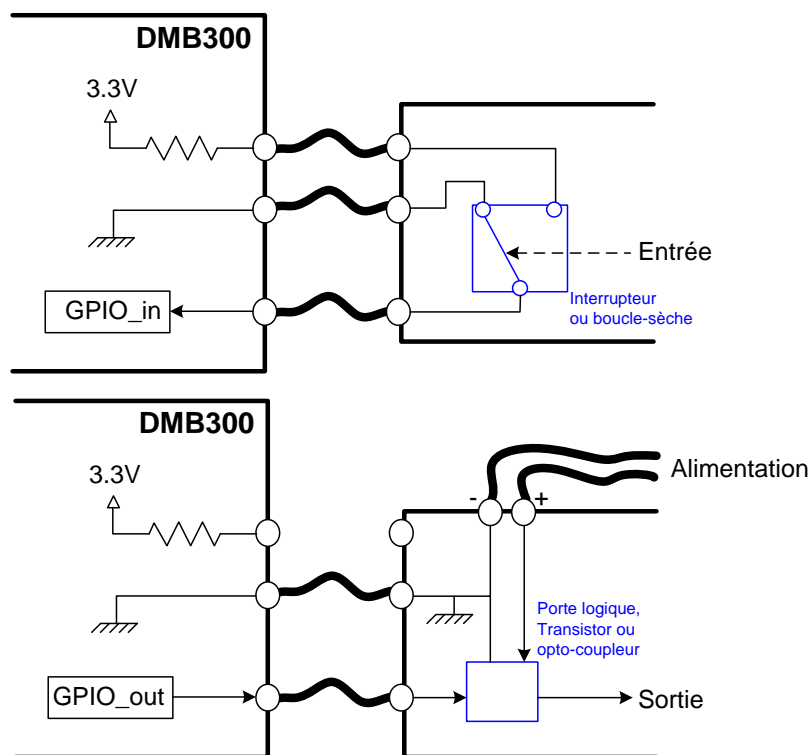 DMB300
3.3V
GPIO_in
Entrée
Interrupteur
ou boucle-sèche
DMB300
3.3V
Alimentation
- +
Porte logique,
Transistor ou
opto-coupleur
GPIO_out
Sortie